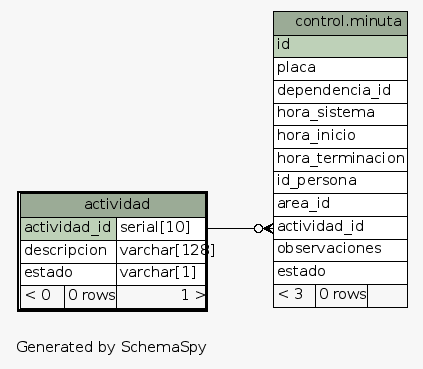 control.minuta
id
placa
dependencia_id
hora_sistema
hora_inicio
hora_terminacion
id_persona
area_id
actividad_id
observaciones
estado
< 3 0 rows
actividad
actividad_id serial[10]
descripcion varchar[128]
estado varchar[1]
< 0 0 rows 1 >
Generated by SchemaSpy